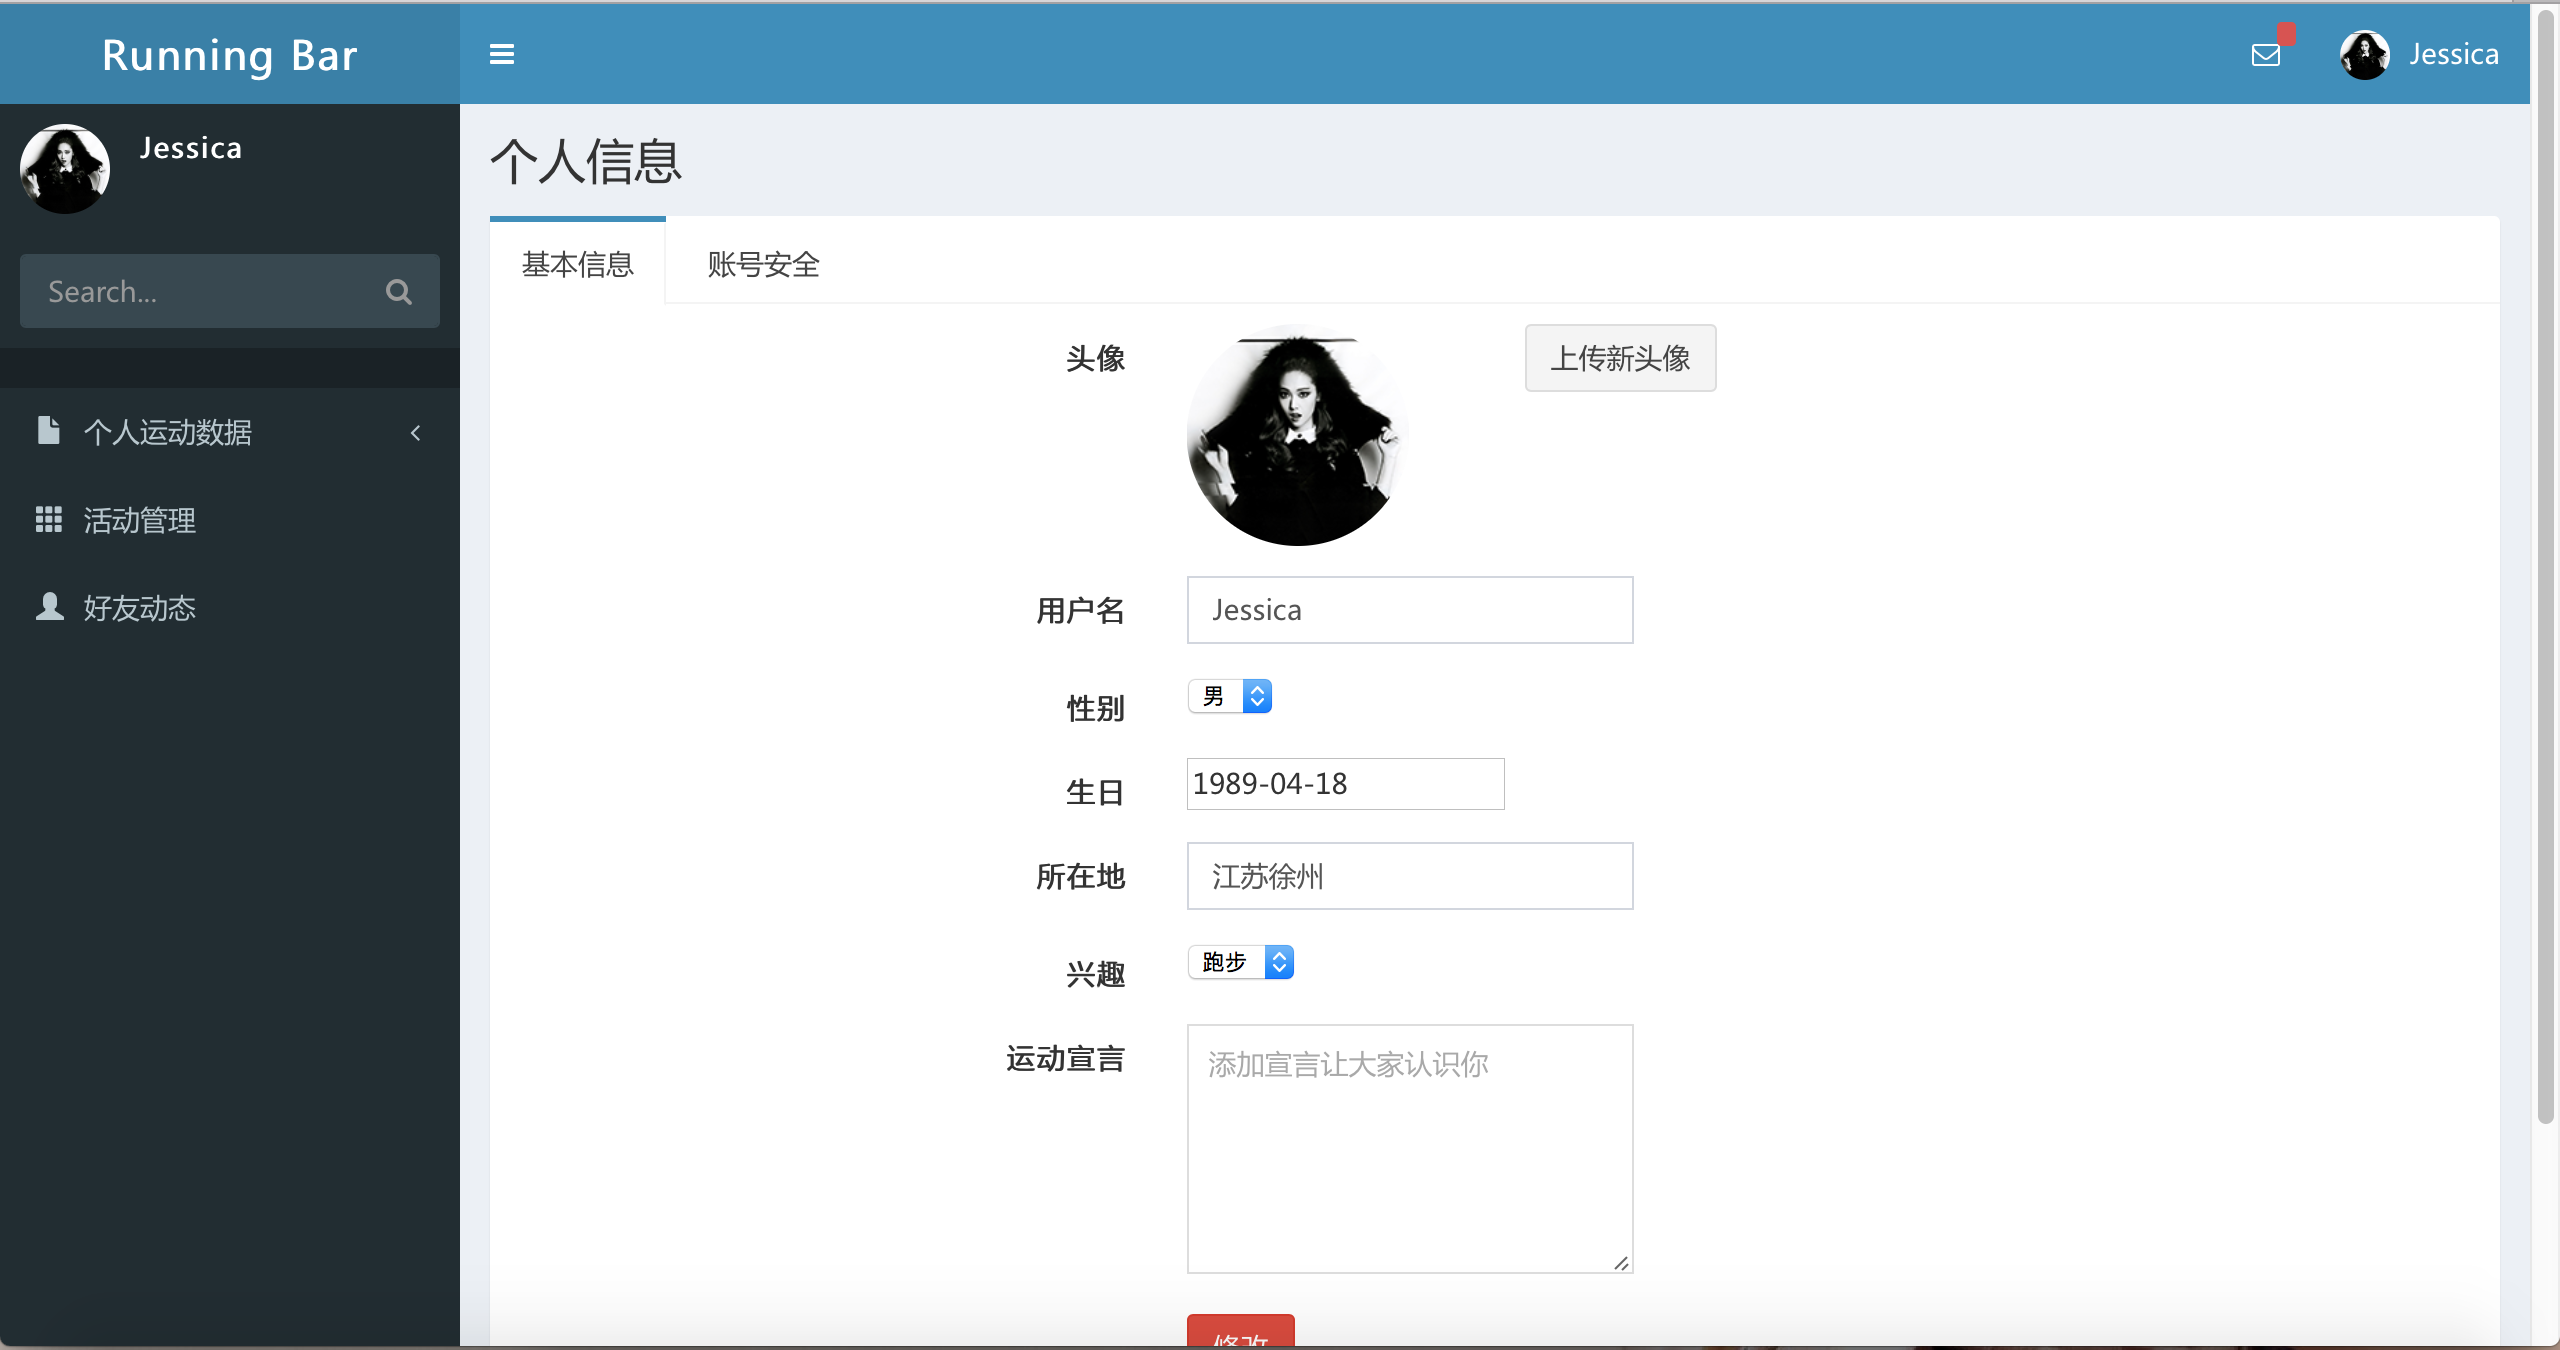 Running Bar
Jessica
Jessica
Search...
个人运动数据
活动管理
好友动态
个人信息
基本信息
账号安全
头像
上传新头像
用户名
Jessica
性别
男
生日
1989-04-18
所在地
江苏徐州
兴趣
跑步
运动宣言
添加宣言让大家认识你
修改